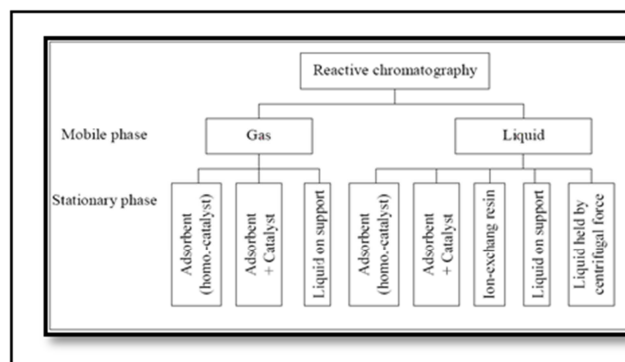 Reactive chromatography
Mobile phase
Gas
Liquid
Stationary phase
Adsorbent
(homo.-catalyst)
Adsorbent
+ Catalyst
Liquid on support
Adsorbent
(homo.-catalyst)
Adsorbent
+ Catalyst
Ion-exchang resin
Liquid on support
Liquid held by
centrifugal force